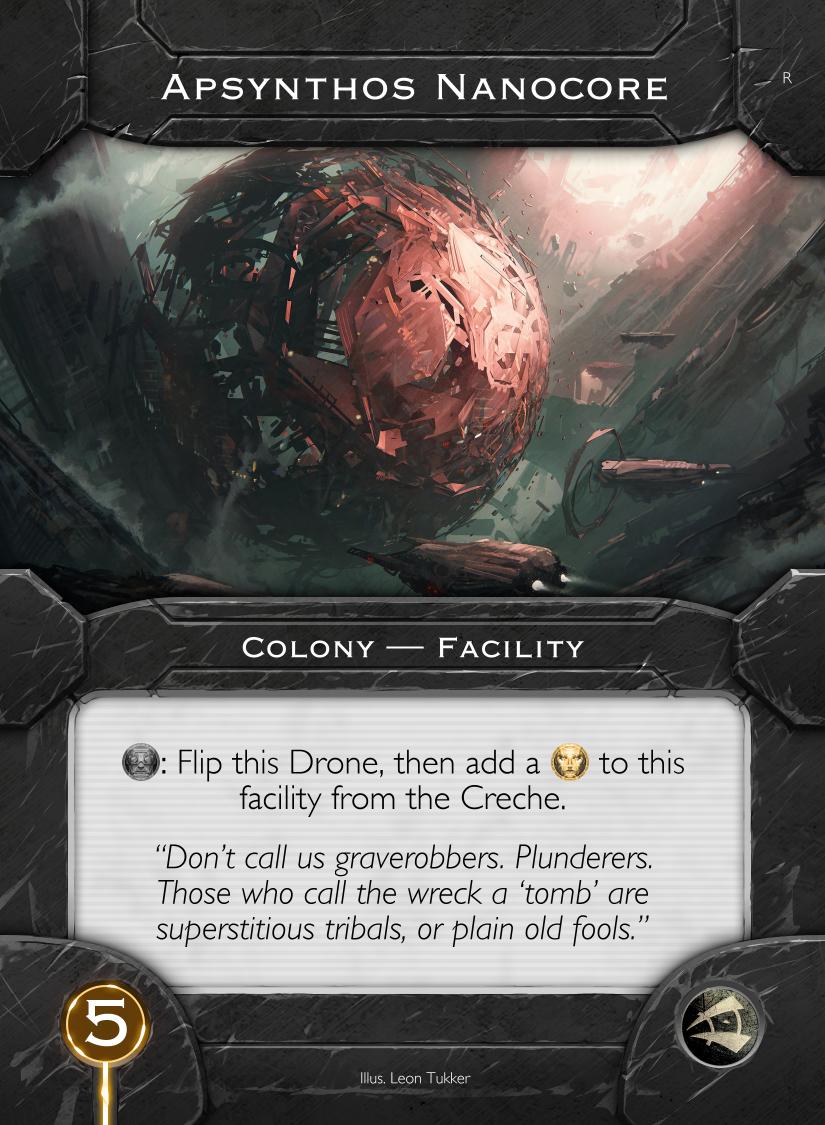 Apsynthos Nanocore
R
Colony — Facility
: Flip this Drone, then add a to this
facility from the Creche.
“Don’t call us graverobbers. Plunderers.
Those who call the wreck a ‘tomb’ are
superstitious tribals, or plain old fools.”
5
Illus. Leon Tukker